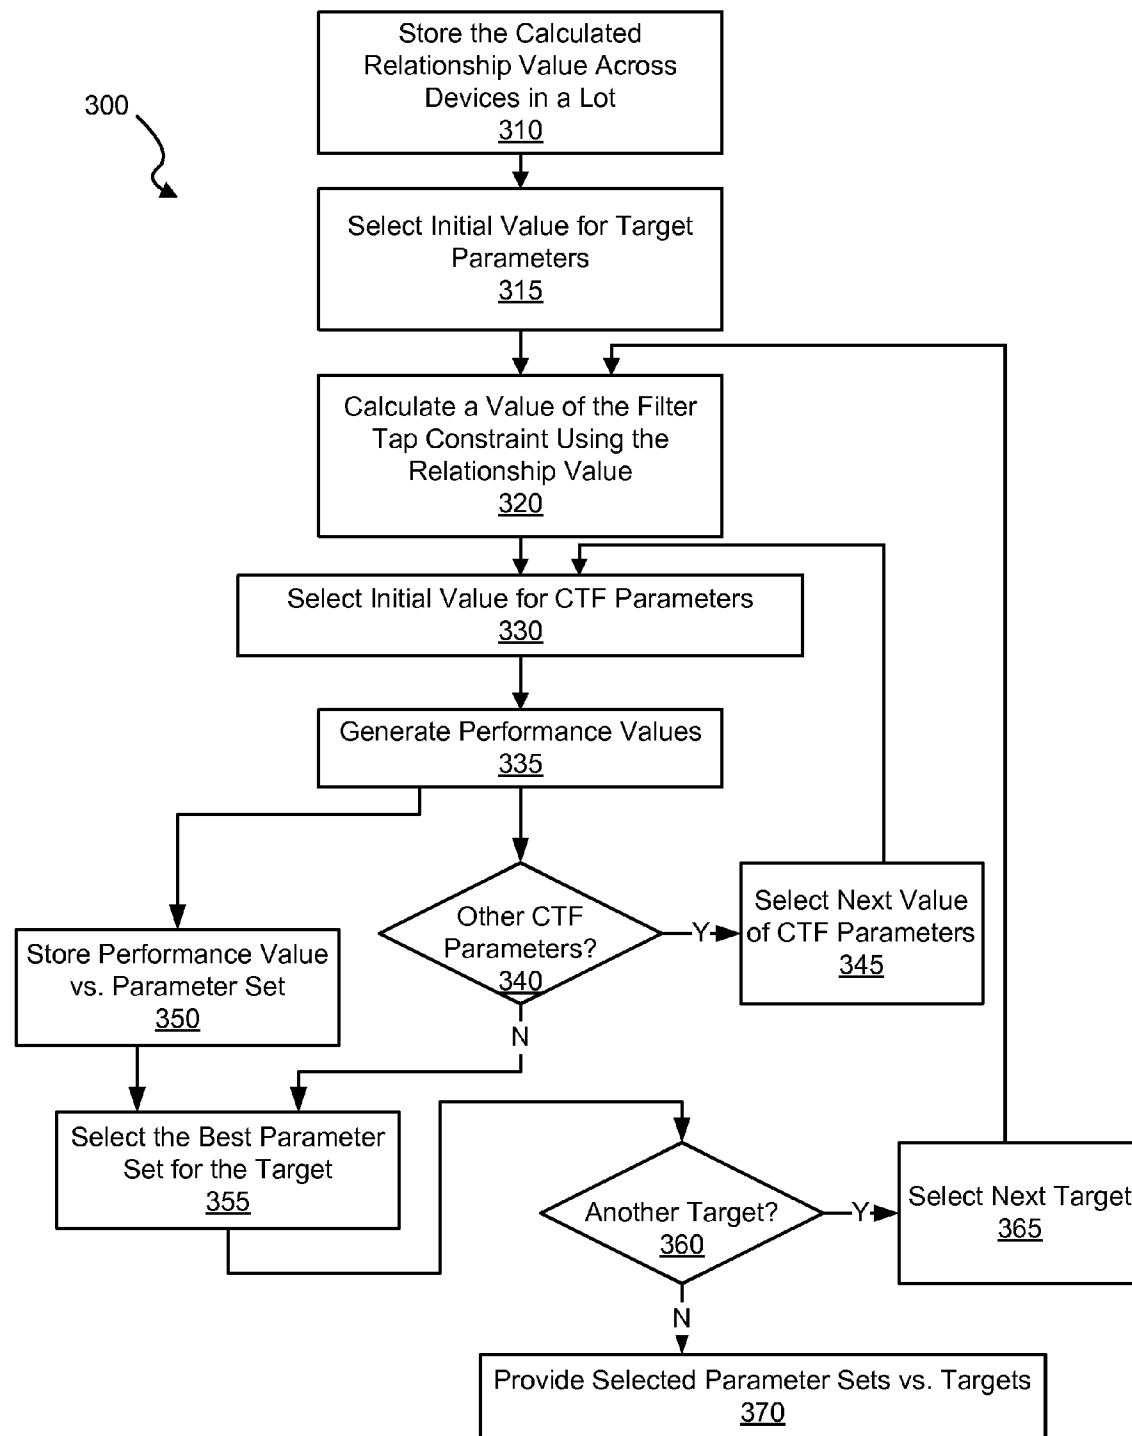 Store the Calculated
Relationship Value Across
Devices in a Lot
310
300
Select Initial Value for Target
Parameters
315
Calculate a Value of the Filter
Tap Constraint Using the
Relationship Value
320
Select Initial Value for CTF Parameters
330
Generate Performance Values
335
Other CTF
Parameters?
340
Y
Select Next Value
of CTF Parameters
345
Store Performance Value
vs. Parameter Set
350
N
Select the Best Parameter
Set for the Target
355
Another Target?
360
Y
Select Next Target
365
N
Provide Selected Parameter Sets vs. Targets
370